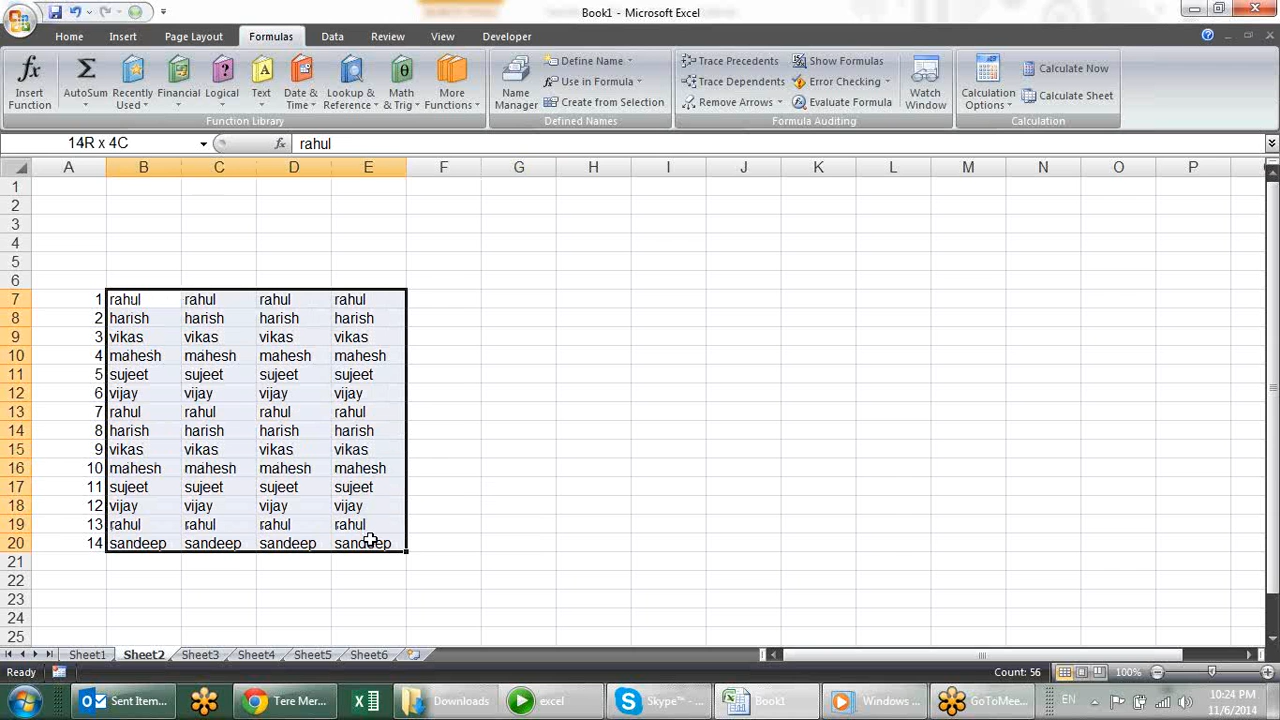 Book1 - Microsoft Excel
Home Insert Page Layout Formulas Data Review View Developer
Insert Function
AutoSum
Recently Used
Financial
Logical
Text
Date & Time
Lookup & Reference
Math & Trig
More Functions
Function Library
Name Manager
Define Name
Use in Formula
Create from Selection
Defined Names
Trace Precedents
Trace Dependents
Remove Arrows
Show Formulas
Error Checking
Evaluate Formula
Formula Auditing
Watch Window
Calculation Options
Calculate Now
Calculate Sheet
Calculation
14R x 4C fx rahul
A B C D E F G H I J K L M N O P
1
2
3
4
5
6
7 1 rahul rahul rahul rahul
8 2 harish harish harish harish
9 3 vikas vikas vikas vikas
10 4 mahesh mahesh mahesh mahesh
11 5 sujeet sujeet sujeet sujeet
12 6 vijay vijay vijay vijay
13 7 rahul rahul rahul rahul
14 8 harish harish harish harish
15 9 vikas vikas vikas vikas
16 10 mahesh mahesh mahesh mahesh
17 11 sujeet sujeet sujeet sujeet
18 12 vijay vijay vijay vijay
19 13 rahul rahul rahul rahul
20 14 sandeep sandeep sandeep sandeep
21
22
23
24
25
Sheet1 Sheet2 Sheet3 Sheet4 Sheet5 Sheet6
Ready Count: 56 100%
Sent Item... Tere Mer... Downloads excel Skype™ - ... Book1 Windows ... GoToMee... EN 10:24 PM
11/6/2014